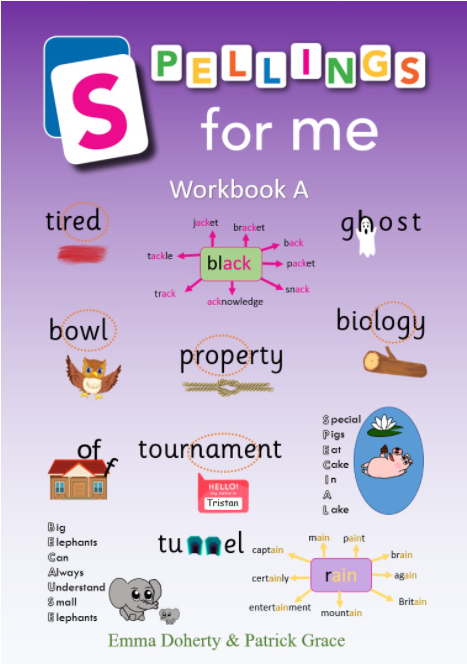 SPELLINGS
for me
Workbook A
tired
ghost
jacket
bracket
back
tackle
black
packet
track
snack
acknowledge
bowl
biology
property
of
tournament
HELLO!
my name is
Tristan
Special
Pigs
Eat
Cake
In
A
Lake
Big
Elephants
Can
Always
Understand
Small
Elephants
tunnel
main
paint
captain
brain
certainly
rain
again
entertainment
mountain
Britain
Emma Doherty & Patrick Grace